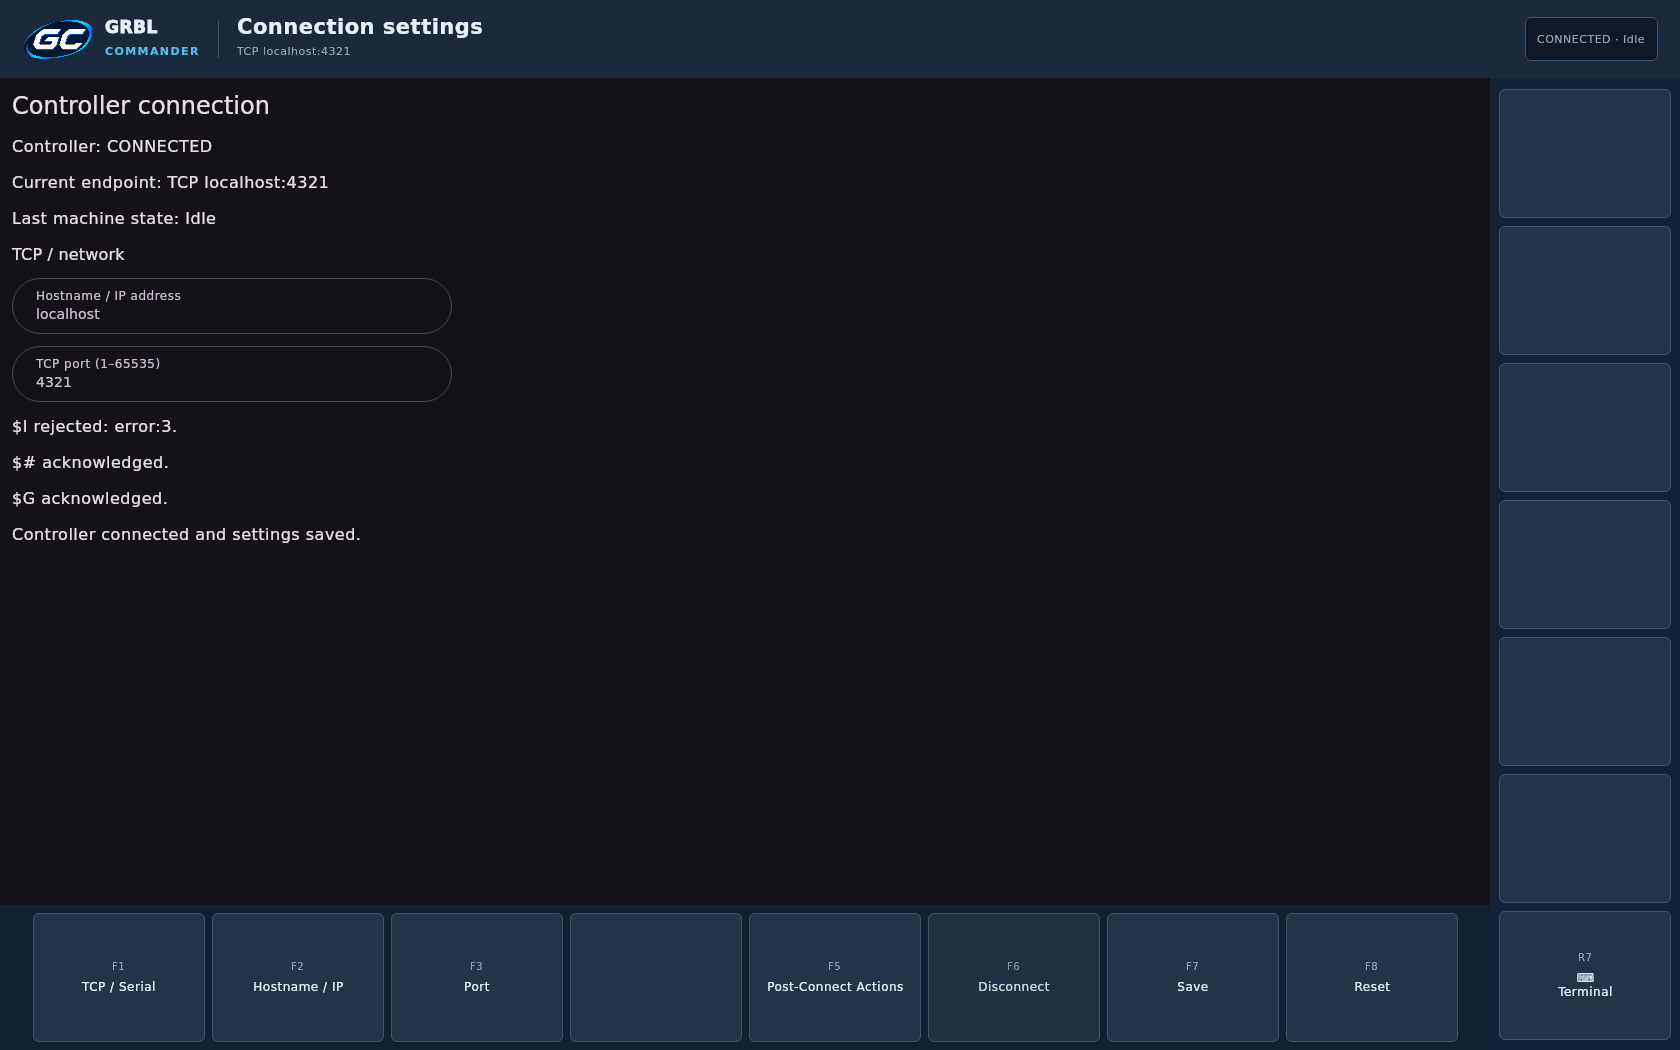 GC
GRBL
COMMANDER
Connection settings
TCP localhost:4321
CONNECTED · Idle
Controller connection
Controller: CONNECTED
Current endpoint: TCP localhost:4321
Last machine state: Idle
TCP / network
Hostname / IP address
localhost
TCP port (1–65535)
4321
$I rejected: error:3.
$# acknowledged.
$G acknowledged.
Controller connected and settings saved.
F1
TCP / Serial
F2
Hostname / IP
F3
Port
F5
Post-Connect Actions
F6
Disconnect
F7
Save
F8
Reset
R7
Terminal